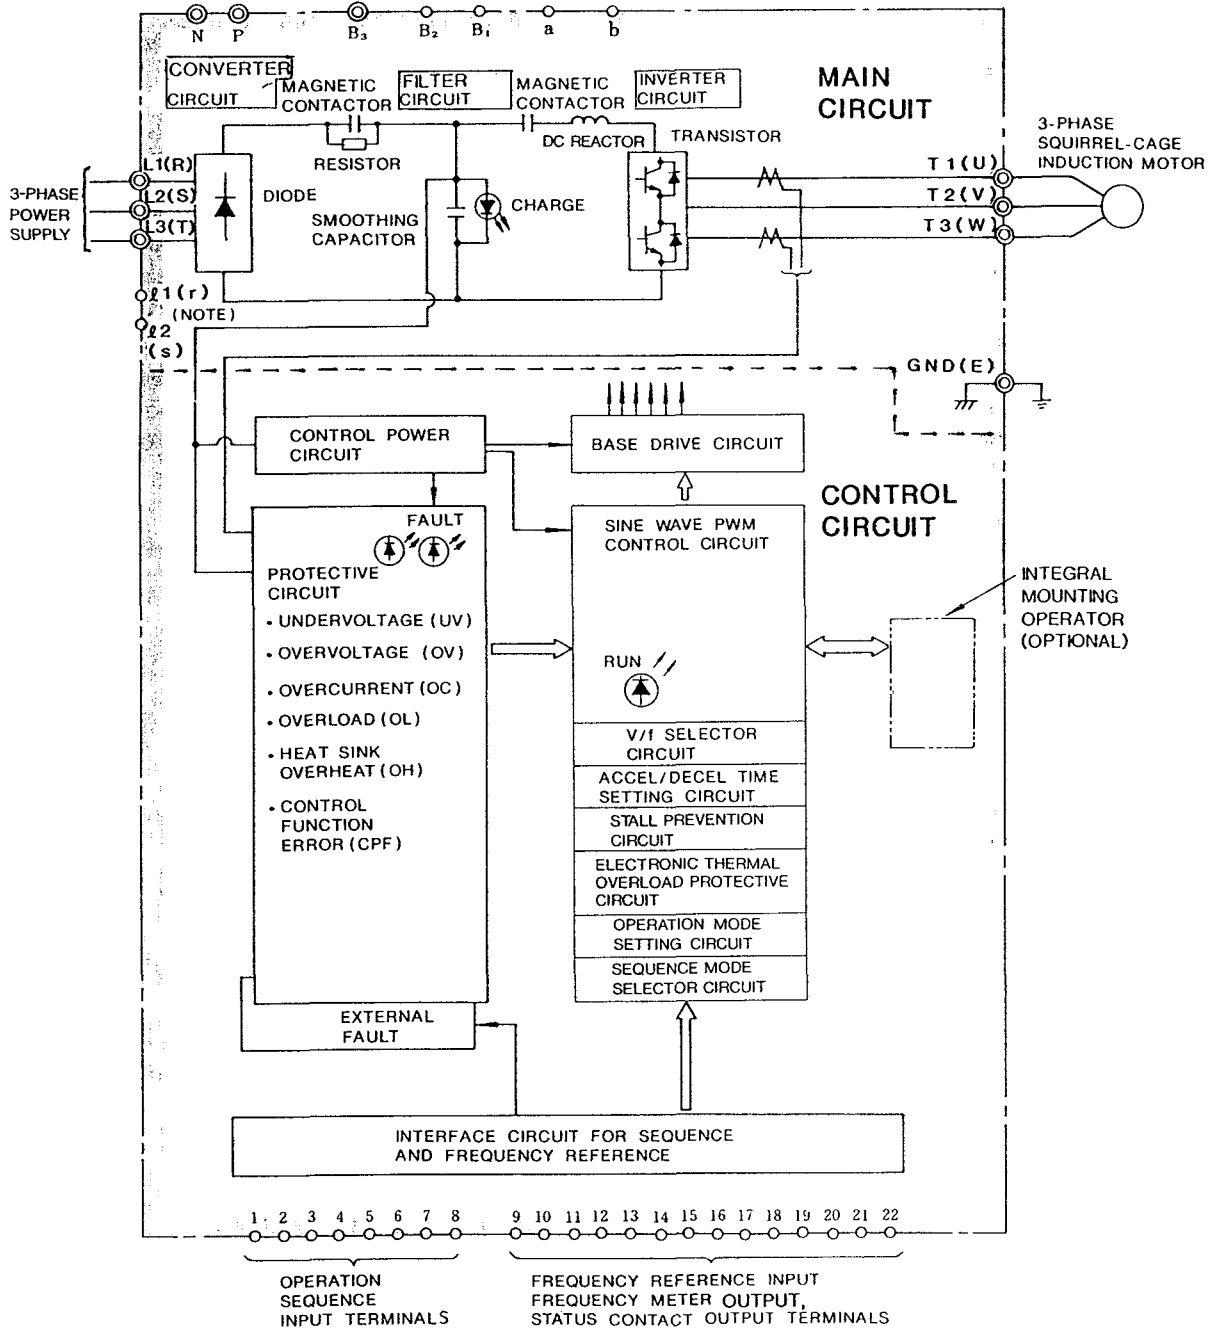 N P B3 B2 B1 a b
CONVERTER
CIRCUIT
MAGNETIC
CONTACTOR
FILTER
CIRCUIT
MAGNETIC
CONTACTOR
INVERTER
CIRCUIT
MAIN
CIRCUIT
RESISTOR
DC REACTOR
TRANSISTOR
3-PHASE
SQUIRREL-CAGE
INDUCTION MOTOR
3-PHASE
POWER
SUPPLY
L1(R)
L2(S)
L3(T)
DIODE
SMOOTHING
CAPACITOR
CHARGE
T1(U)
T2(V)
T3(W)
ℓ1(r)
(NOTE)
ℓ2
(s)
GND(E)
CONTROL POWER
CIRCUIT
BASE DRIVE CIRCUIT
CONTROL
CIRCUIT
FAULT
PROTECTIVE
CIRCUIT
• UNDERVOLTAGE (UV)
• OVERVOLTAGE (OV)
• OVERCURRENT (OC)
• OVERLOAD (OL)
• HEAT SINK
OVERHEAT (OH)
• CONTROL
FUNCTION
ERROR (CPF)
SINE WAVE PWM
CONTROL CIRCUIT
RUN
V/f SELECTOR
CIRCUIT
ACCEL/DECEL TIME
SETTING CIRCUIT
STALL PREVENTION
CIRCUIT
ELECTRONIC THERMAL
OVERLOAD PROTECTIVE
CIRCUIT
OPERATION MODE
SETTING CIRCUIT
SEQUENCE MODE
SELECTOR CIRCUIT
INTEGRAL
MOUNTING
OPERATOR
(OPTIONAL)
EXTERNAL
FAULT
INTERFACE CIRCUIT FOR SEQUENCE
AND FREQUENCY REFERENCE
1 2 3 4 5 6 7 8 9 10 11 12 13 14 15 16 17 18 19 20 21 22
OPERATION
SEQUENCE
INPUT TERMINALS
FREQUENCY REFERENCE INPUT
FREQUENCY METER OUTPUT,
STATUS CONTACT OUTPUT TERMINALS